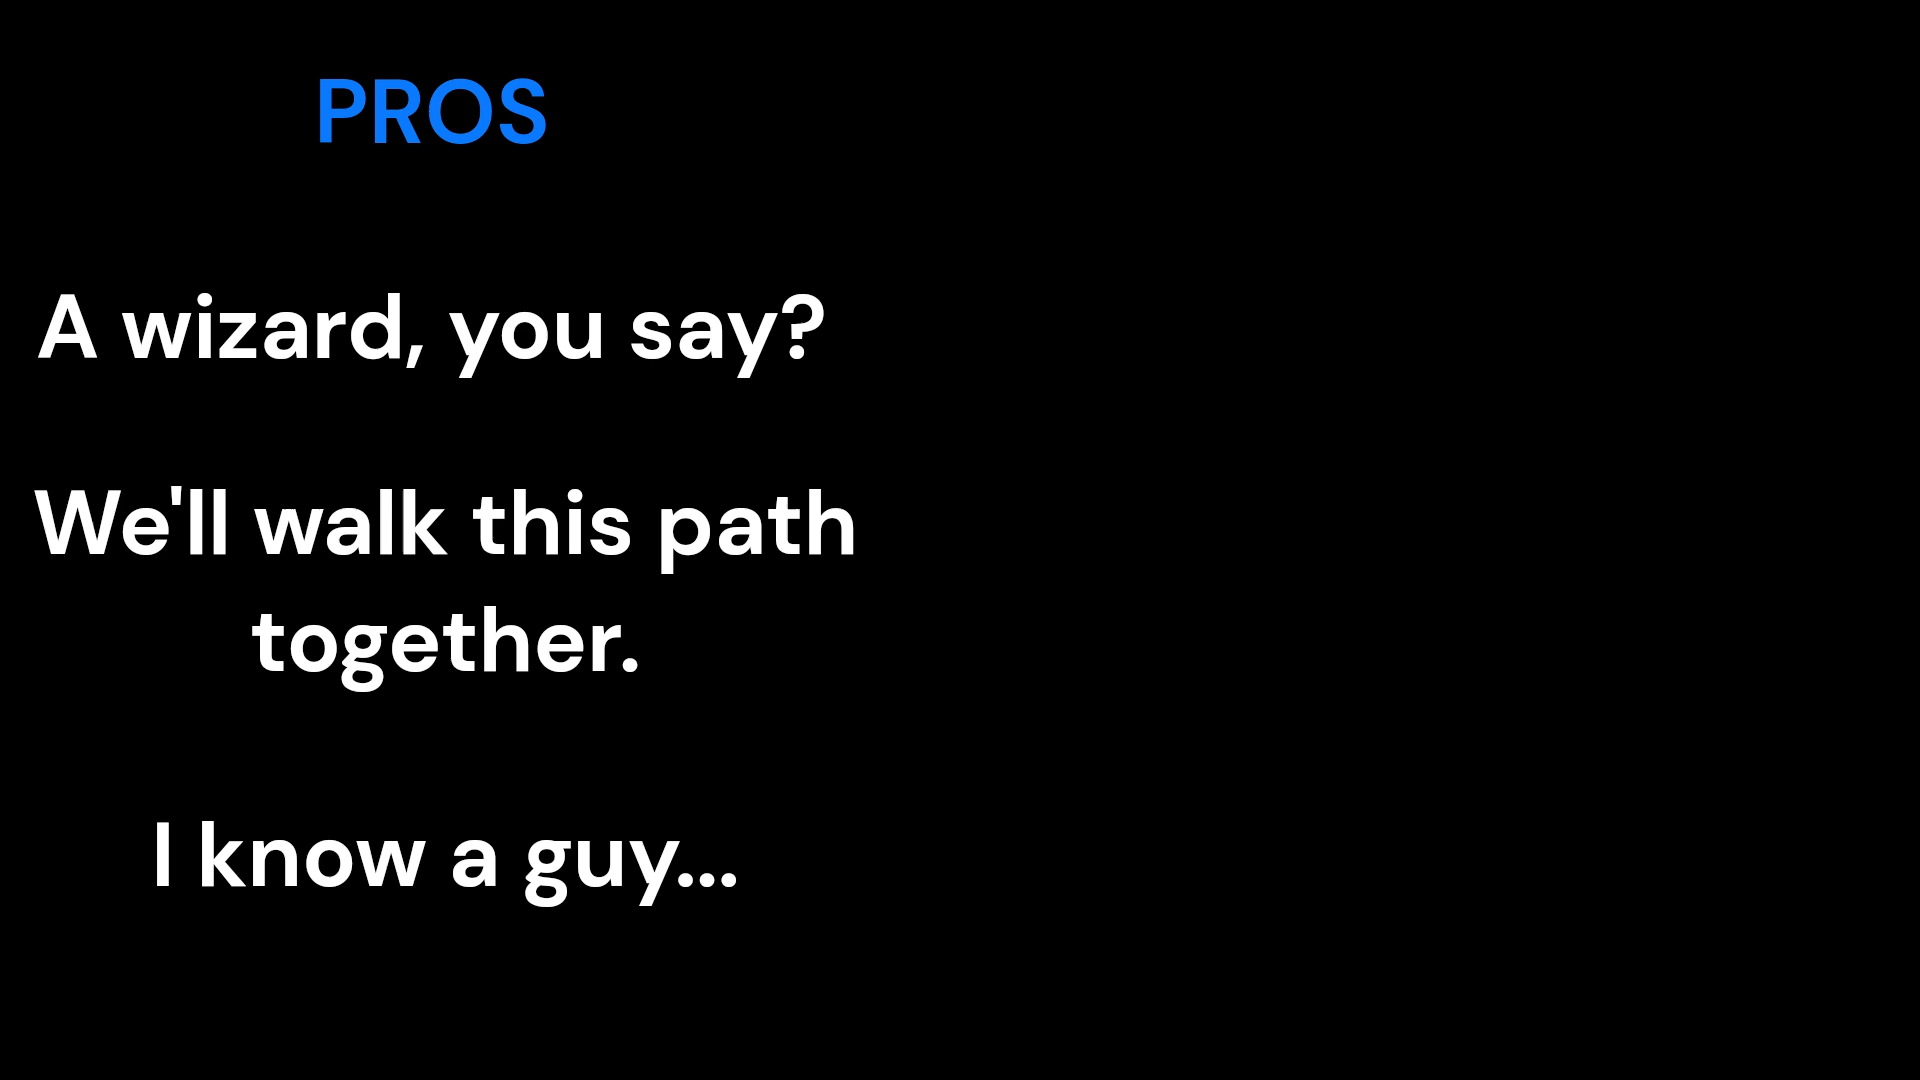 PROS
A wizard, you say?
We'll walk this path
together.
I know a guy...